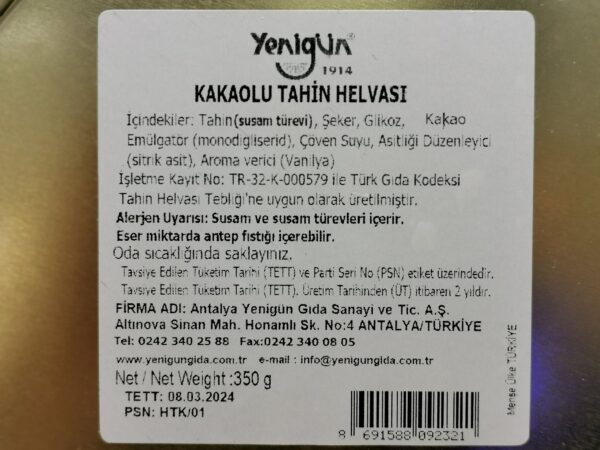 Yenigün®
1914
KAKAOLU TAHİN HELVASI
İçindekiler: Tahin(susam türevi), Şeker, Glikoz, Kakao
Emülgatör (monodigliserid), Çöven Suyu, Asitliği Düzenleyici
(sitrik asit), Aroma verici (Vanilya)
İşletme Kayıt No: TR-32-K-000579 ile Türk Gıda Kodeksi
Tahin Helvası Tebliği'ne uygun olarak üretilmiştir.
Alerjen Uyarısı: Susam ve susam türevleri içerir.
Eser miktarda antep fıstığı içerebilir.
Oda sıcaklığında saklayınız.
Tavsiye Edilen Tüketim Tarihi (TETT) ve Parti Seri No (PSN) etiket üzerindedir.
Tavsiye Edilen Tüketim Tarihi (TETT), Üretim Tarihinden (ÜT) itibaren 2 yıldır.
FİRMA ADI: Antalya Yenigün Gıda Sanayi ve Tic. A.Ş.
Altınova Sinan Mah. Honamlı Sk. No:4 ANTALYA/TÜRKİYE
Tel: 0242 340 25 88 Fax:0242 340 08 05
www.yenigungida.com.tr e-mail : info@yenigungida.com.tr
Net / Net Weight :350 g
TETT: 08.03.2024
PSN: HTK/01
8 691588 092321
Menşe Ülke TÜRKİYE